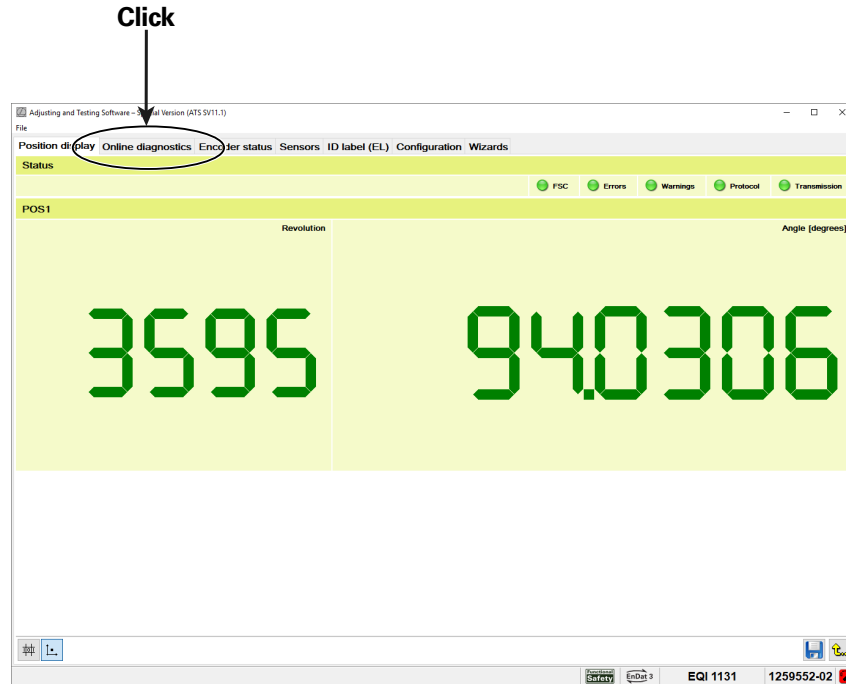 Click
Adjusting and Testing Software – Special Version (ATS SV11.1)
File
Position display Online diagnostics Encoder status Sensors ID label (EL) Configuration Wizards
Status
FSC Errors Warnings Protocol Transmission
POS1
Revolution Angle [degrees]
3595 94.0306
Functional Safety EnDat 3 EQI 1131 1259552-02